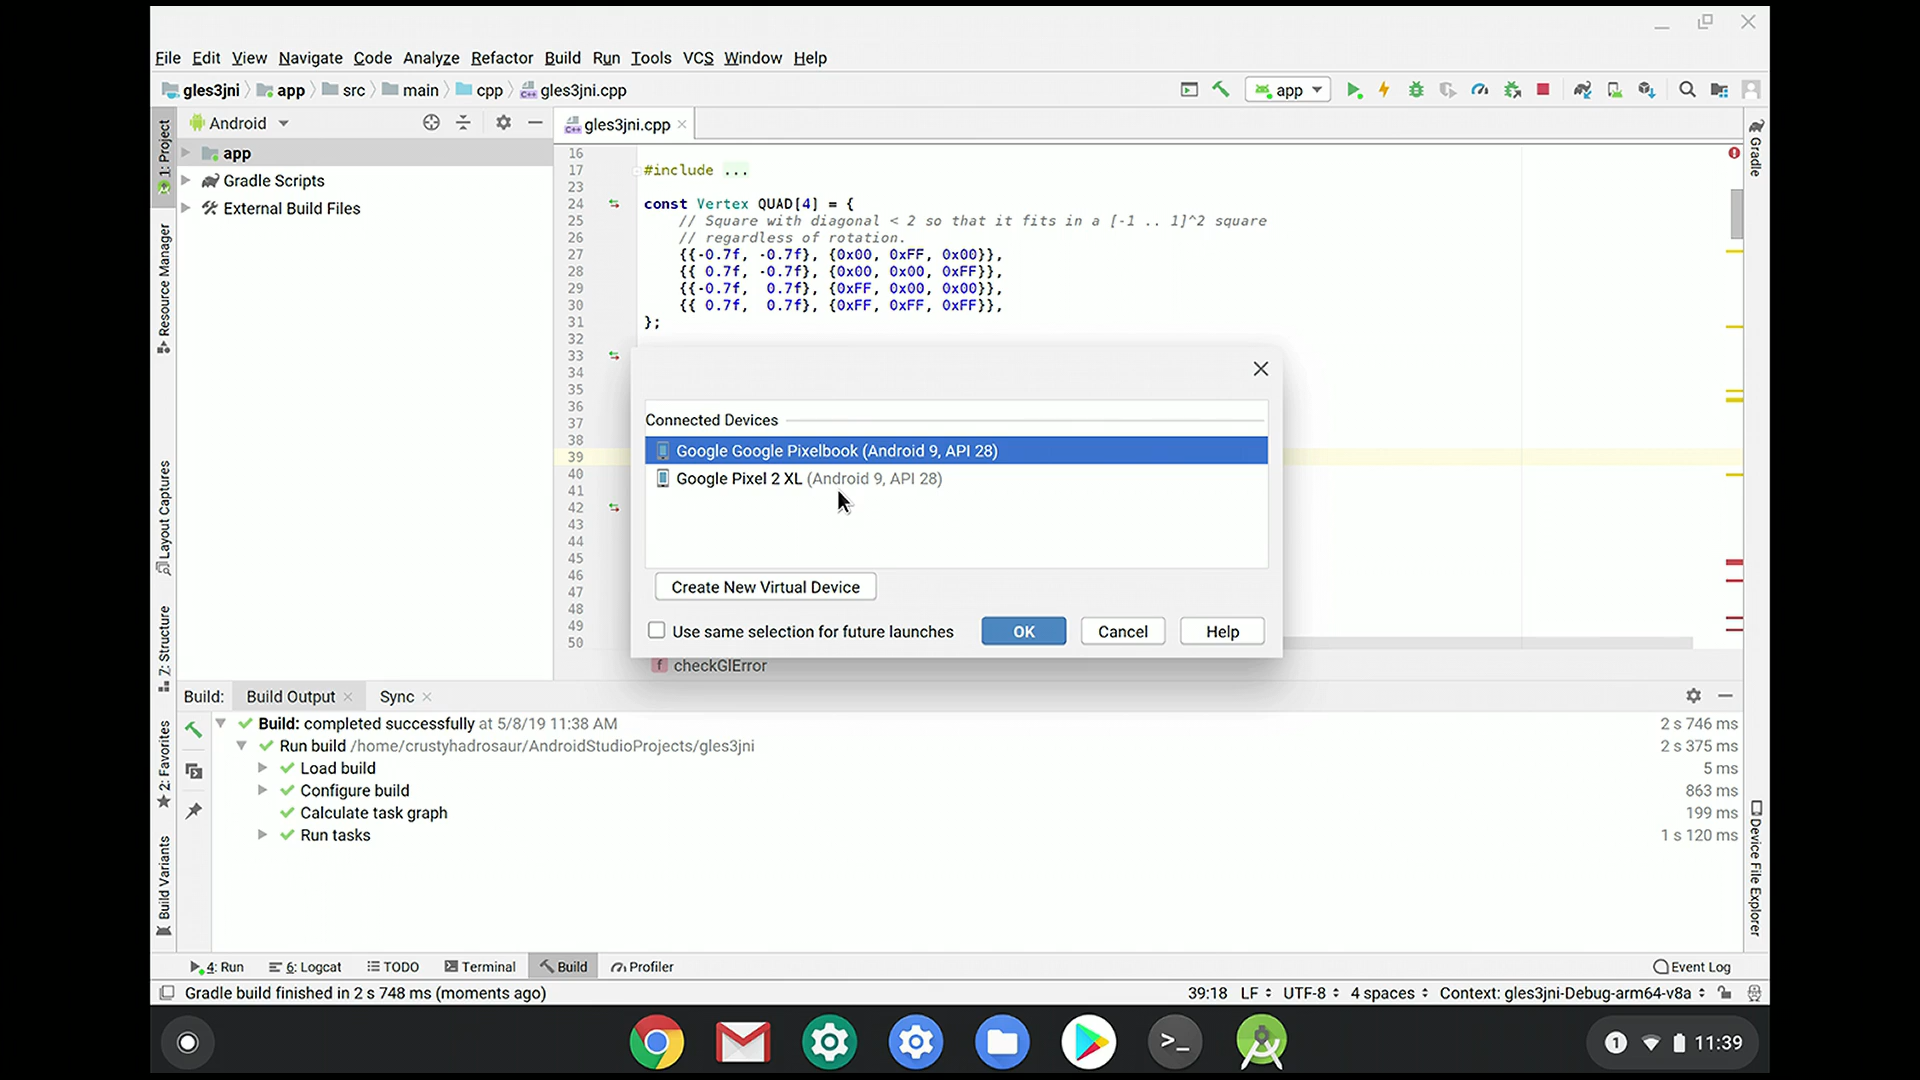 File Edit View Navigate Code Analyze Refactor Build Run Tools VCS Window Help
gles3jni app src main cpp gles3jni.cpp app
1: Project
Resource Manager
Layout Captures
7: Structure
2: Favorites
Build Variants
Android
app
Gradle Scripts
External Build Files
gles3jni.cpp
16
17 #include ...
23
24 const Vertex QUAD[4] = {
25 // Square with diagonal < 2 so that it fits in a [-1 .. 1]^2 square
26 // regardless of rotation.
27 {{-0.7f, -0.7f}, {0x00, 0xFF, 0x00}},
28 {{ 0.7f, -0.7f}, {0x00, 0x00, 0xFF}},
29 {{-0.7f,  0.7f}, {0xFF, 0x00, 0x00}},
30 {{ 0.7f,  0.7f}, {0xFF, 0xFF, 0xFF}},
31 };
32
33
34
35
36
37
38
39
40
41
42
43
44
45
46
47
48
49
50
Connected Devices
Google Google Pixelbook (Android 9, API 28)
Google Pixel 2 XL (Android 9, API 28)
Create New Virtual Device
Use same selection for future launches OK Cancel Help
f checkGlError
Gradle
Device File Explorer
Build: Build Output Sync
Build: completed successfully at 5/8/19 11:38 AM 2 s 746 ms
Run build /home/crustyhadrosaur/AndroidStudioProjects/gles3jni 2 s 375 ms
Load build 5 ms
Configure build 863 ms
Calculate task graph 199 ms
Run tasks 1 s 120 ms
4: Run 6: Logcat TODO Terminal Build Profiler Event Log
Gradle build finished in 2 s 748 ms (moments ago) 39:18 LF UTF-8 4 spaces Context: gles3jni-Debug-arm64-v8a
1 11:39